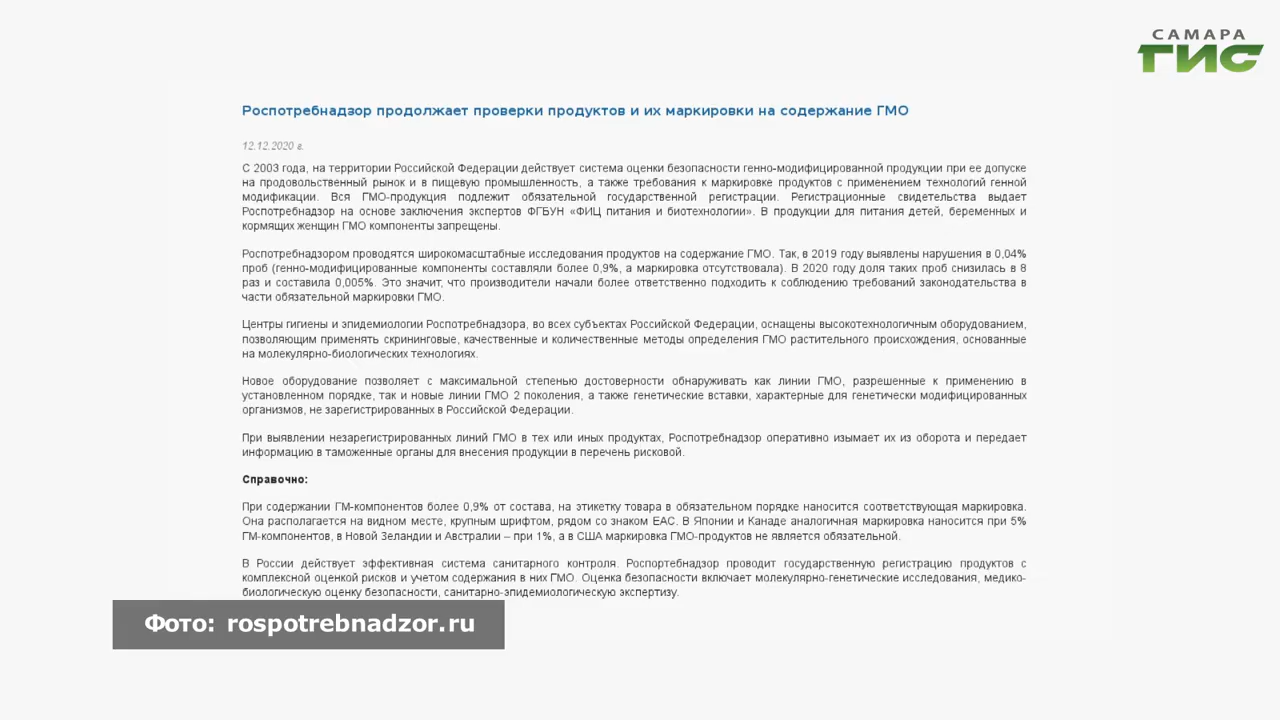 САМАРА
ГИС
Роспотребнадзор продолжает проверки продуктов и их маркировки на содержание ГМО
12.12.2020 г.
С 2003 года, на территории Российской Федерации действует система оценки безопасности генно-модифицированной продукции при ее допуске
на продовольственный рынок и в пищевую промышленность, а также требования к маркировке продуктов с применением технологий генной
модификации. Вся ГМО-продукция подлежит обязательной государственной регистрации. Регистрационные свидетельства выдает
Роспотребнадзор на основе заключения экспертов ФГБУН «ФИЦ питания и биотехнологии». В продукции для питания детей, беременных и
кормящих женщин ГМО компоненты запрещены.
Роспотребнадзором проводятся широкомасштабные исследования продуктов на содержание ГМО. Так, в 2019 году выявлены нарушения в 0,04%
проб (генно-модифицированные компоненты составляли более 0,9%, а маркировка отсутствовала). В 2020 году доля таких проб снизилась в 8
раз и составила 0,005%. Это значит, что производители начали более ответственно подходить к соблюдению требований законодательства в
части обязательной маркировки ГМО.
Центры гигиены и эпидемиологии Роспотребнадзора, во всех субъектах Российской Федерации, оснащены высокотехнологичным оборудованием,
позволяющим применять скрининговые, качественные и количественные методы определения ГМО растительного происхождения, основанные
на молекулярно-биологических технологиях.
Новое оборудование позволяет с максимальной степенью достоверности обнаруживать как линии ГМО, разрешенные к применению в
установленном порядке, так и новые линии ГМО 2 поколения, а также генетические вставки, характерные для генетически модифицированных
организмов, не зарегистрированных в Российской Федерации.
При выявлении незарегистрированных линий ГМО в тех или иных продуктах, Роспотребнадзор оперативно изымает их из оборота и передает
информацию в таможенные органы для внесения продукции в перечень рисковой.
Справочно:
При содержании ГМ-компонентов более 0,9% от состава, на этикетку товара в обязательном порядке наносится соответствующая маркировка.
Она располагается на видном месте, крупным шрифтом, рядом со знаком ЕАС. В Японии и Канаде аналогичная маркировка наносится при 5%
ГМ-компонентов, в Новой Зеландии и Австралии – при 1%, а в США маркировка ГМО-продуктов не является обязательной.
В России действует эффективная система санитарного контроля. Роспортебнадзор проводит государственную регистрацию продуктов с
комплексной оценкой рисков и учетом содержания в них ГМО. Оценка безопасности включает молекулярно-генетические исследования, медико-
биологическую оценку безопасности, санитарно-эпидемиологическую экспертизу.
Фото: rospotrebnadzor.ru